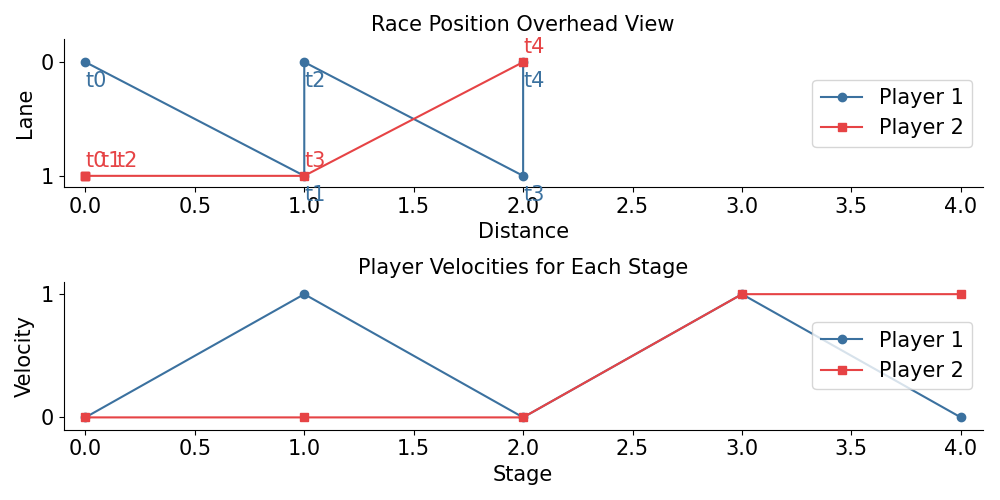 Race Position Overhead View
Lane
0
1
t0
t1
t2
t3
t4
t0
t1
t2
t3
t4
Player 1
Player 2
0.0 0.5 1.0 1.5 2.0 2.5 3.0 3.5 4.0
Distance
Player Velocities for Each Stage
Velocity
1
0
Player 1
Player 2
0.0 0.5 1.0 1.5 2.0 2.5 3.0 3.5 4.0
Stage